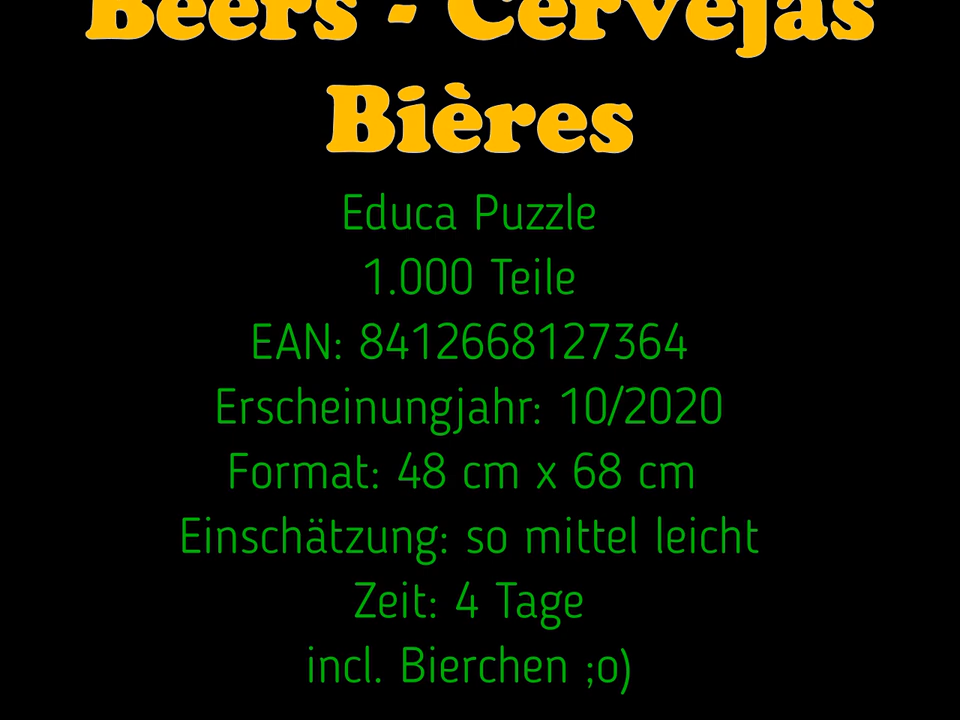 Beers - Cervejas
Bières
Educa Puzzle
1.000 Teile
EAN: 8412668127364
Erscheinungjahr: 10/2020
Format: 48 cm x 68 cm
Einschätzung: so mittel leicht
Zeit: 4 Tage
incl. Bierchen ;o)